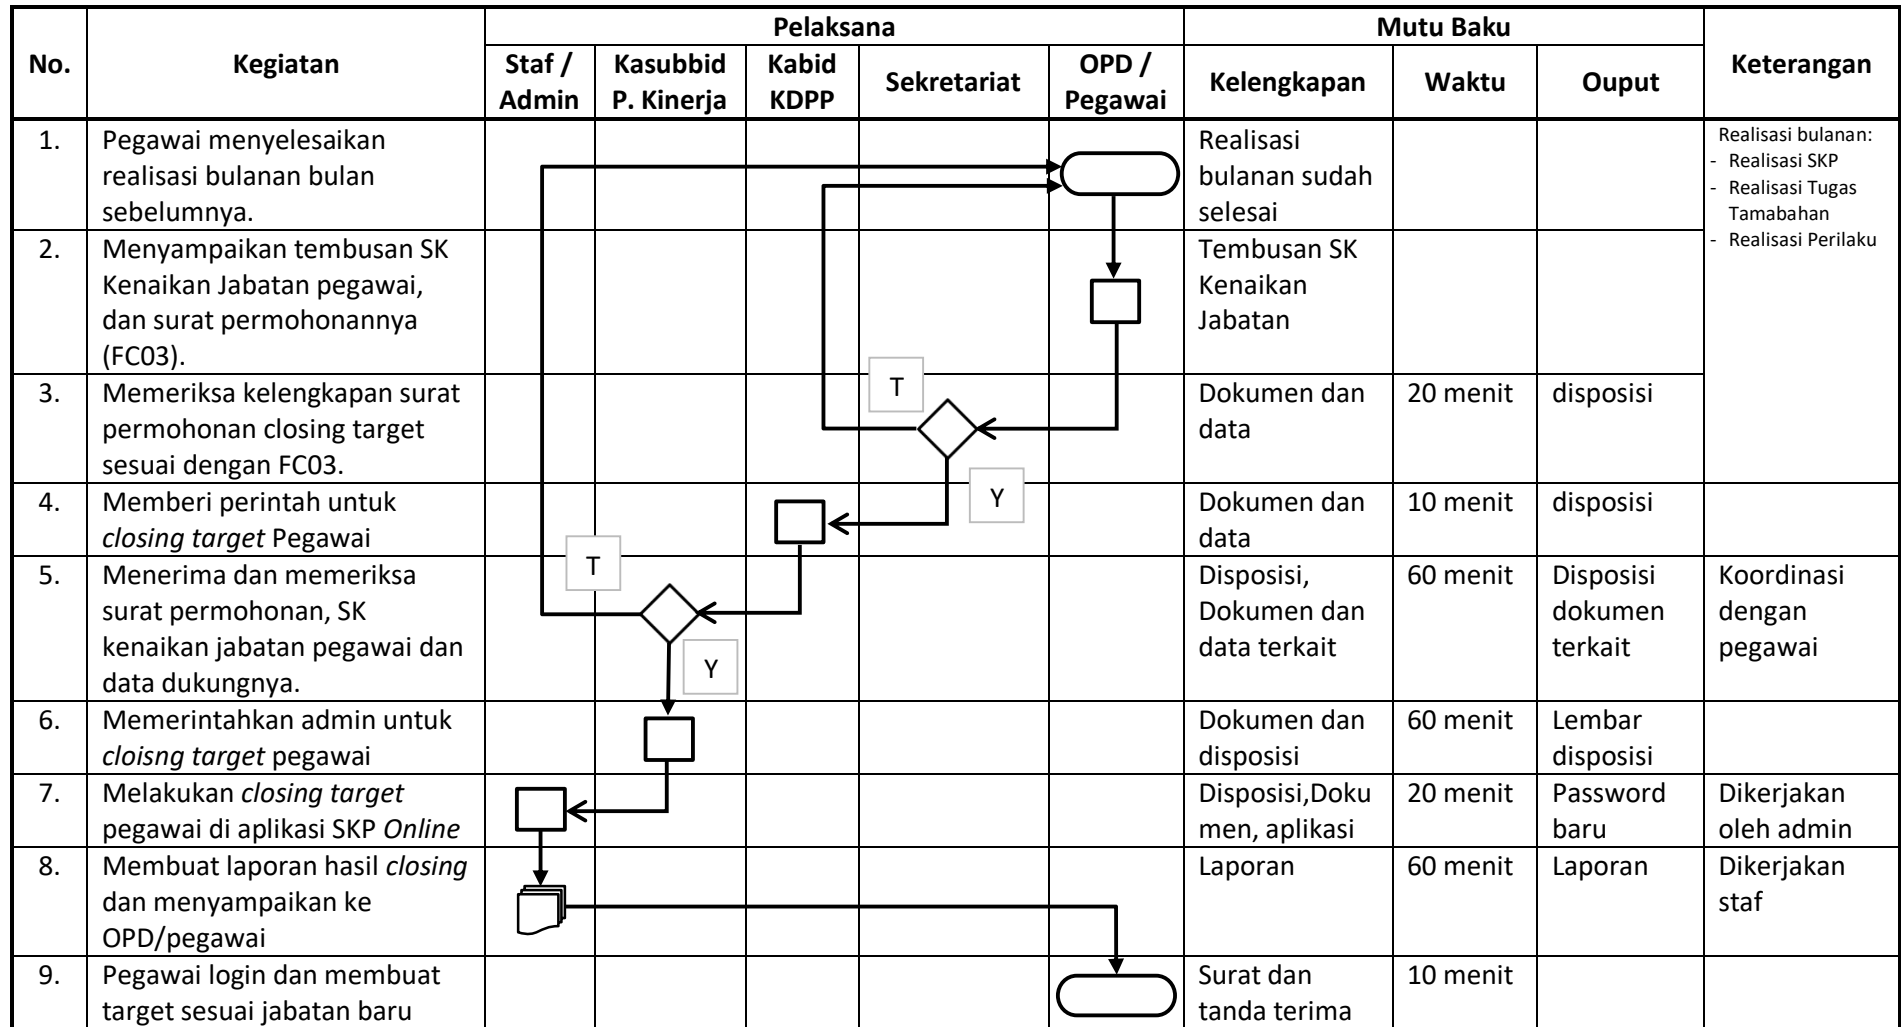 Pelaksana
Mutu Baku
No.
Kegiatan
Staf /
Admin
Kasubbid
P. Kinerja
Kabid
KDPP
Sekretariat
OPD /
Pegawai
Kelengkapan
Waktu
Ouput
Keterangan
1.
Pegawai menyelesaikan
realisasi bulanan bulan
sebelumnya.
Realisasi
bulanan sudah
selesai
Realisasi bulanan:
- Realisasi SKP
- Realisasi Tugas
Tamabahan
- Realisasi Perilaku
2.
Menyampaikan tembusan SK
Kenaikan Jabatan pegawai,
dan surat permohonannya
(FC03).
Tembusan SK
Kenaikan
Jabatan
3.
Memeriksa kelengkapan surat
permohonan closing target
sesuai dengan FC03.
T
Y
Dokumen dan
data
20 menit
disposisi
4.
Memberi perintah untuk
closing target Pegawai
Dokumen dan
data
10 menit
disposisi
5.
Menerima dan memeriksa
surat permohonan, SK
kenaikan jabatan pegawai dan
data dukungnya.
T
Y
Disposisi,
Dokumen dan
data terkait
60 menit
Disposisi
dokumen
terkait
Koordinasi
dengan
pegawai
6.
Memerintahkan admin untuk
cloisng target pegawai
Dokumen dan
disposisi
60 menit
Lembar
disposisi
7.
Melakukan closing target
pegawai di aplikasi SKP Online
Disposisi,Doku
men, aplikasi
20 menit
Password
baru
Dikerjakan
oleh admin
8.
Membuat laporan hasil closing
dan menyampaikan ke
OPD/pegawai
Laporan
60 menit
Laporan
Dikerjakan
staf
9.
Pegawai login dan membuat
target sesuai jabatan baru
Surat dan
tanda terima
10 menit